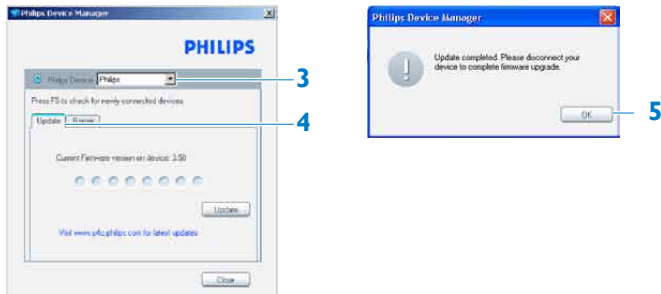 Philips Device Manager
PHILIPS
Philips Device Philips
3
Press F5 to check for newly connected devices.
Update Repair
4
Current Firmware version on device: 3.50
Update
Visit www.p4c.philips.com for latest updates
Close
Philips Device Manager
Update completed. Please disconnect your
device to complete firmware upgrade.
OK
5